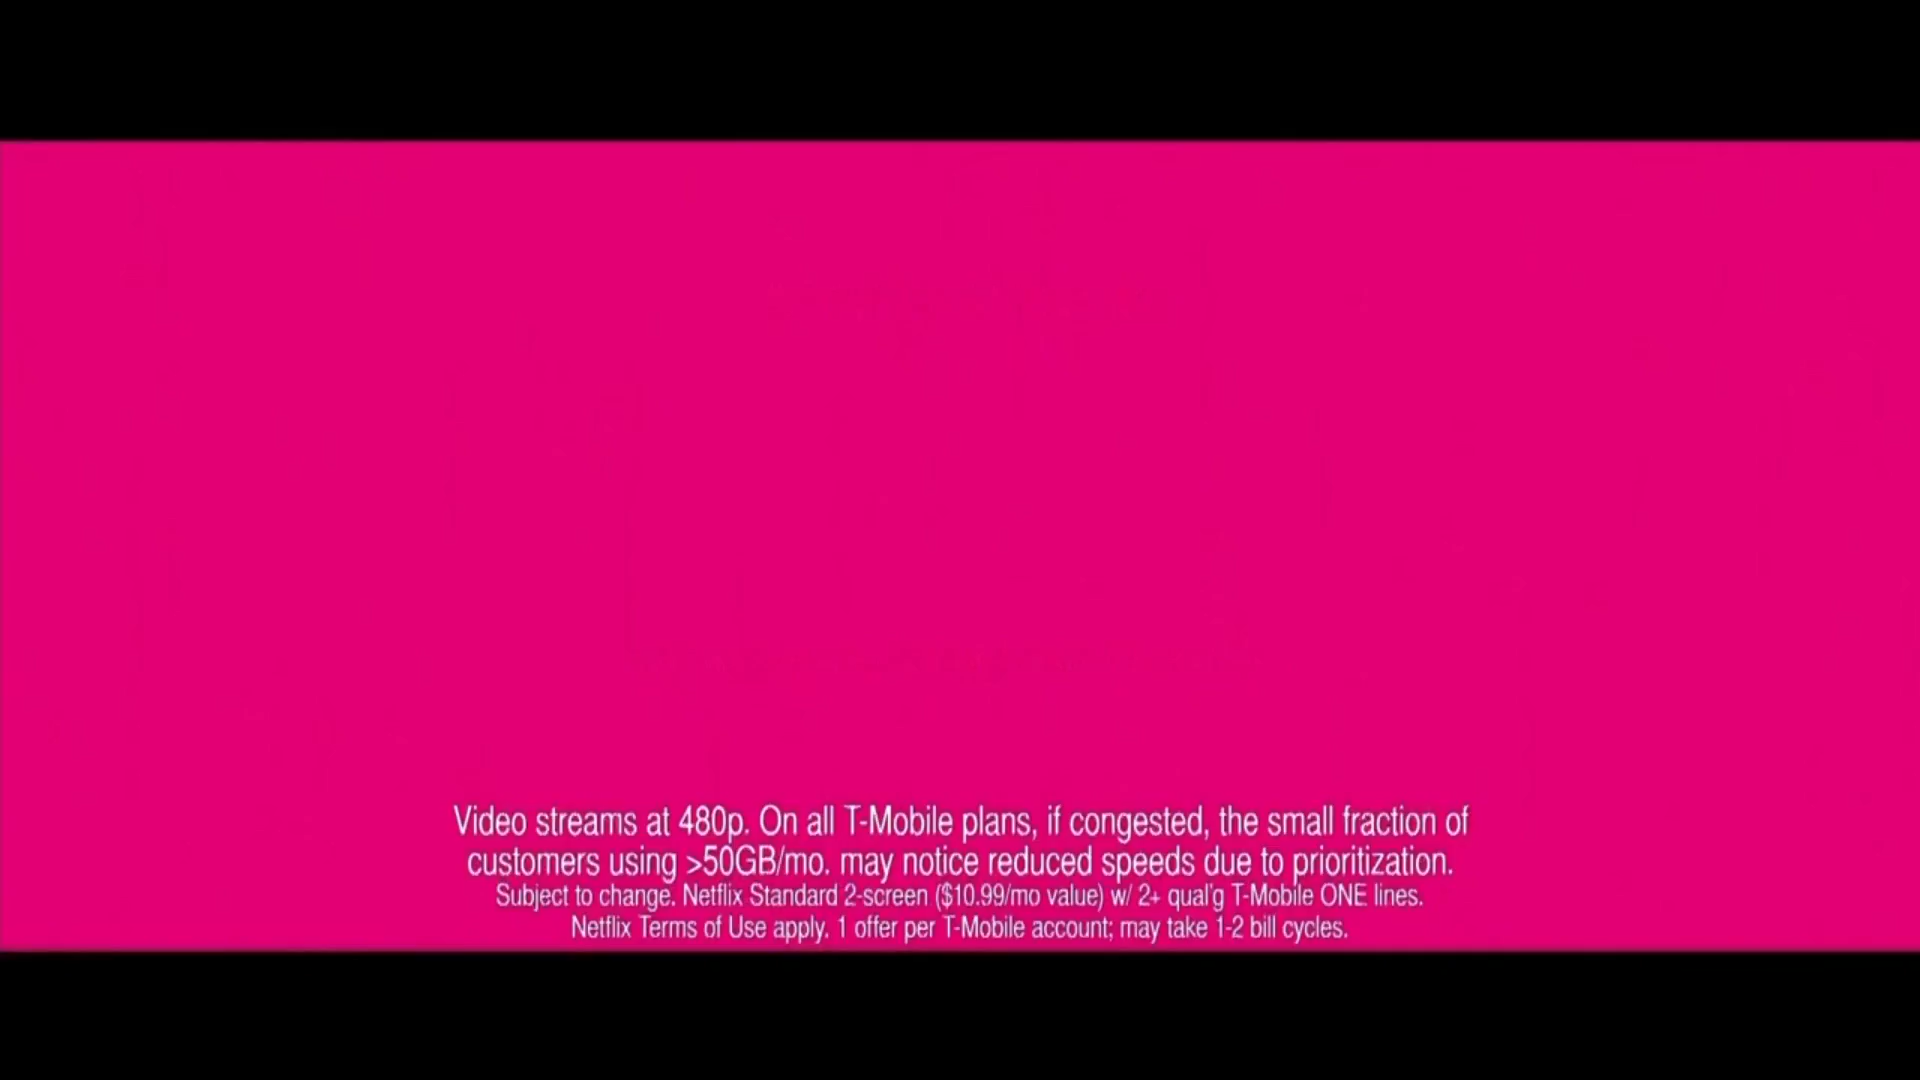 Video streams at 480p. On all T-Mobile plans, if congested, the small fraction of
customers using >50GB/mo. may notice reduced speeds due to prioritization.
Subject to change. Netflix Standard 2-screen ($10.99/mo value) w/ 2+ qual'g T-Mobile ONE lines.
Netflix Terms of Use apply. 1 offer per T-Mobile account; may take 1-2 bill cycles.